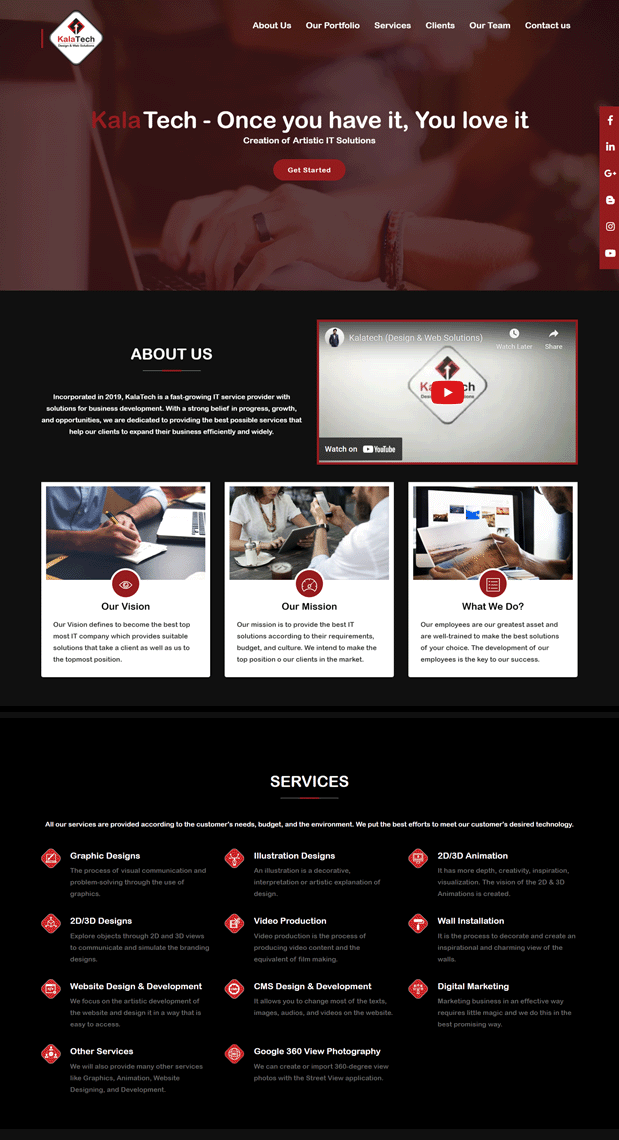 KalaTech
Design & Web Solutions
About Us
Our Portfolio
Services
Clients
Our Team
Contact us
KalaTech - Once you have it, You love it
Creation of Artistic IT Solutions
Get Started
ABOUT US
Incorporated in 2019, KalaTech is a fast-growing IT service provider with
solutions for business development. With a strong belief in progress, growth,
and opportunities, we are dedicated to providing the best possible services that
help our clients to expand their business efficiently and widely.
Kalatech (Design & Web Solutions)
Watch Later
Share
Watch on YouTube
Our Vision
Our Vision defines to become the best top
most IT company which provides suitable
solutions that take a client as well as us to
the topmost position.
Our Mission
Our mission is to provide the best IT
solutions according to their requirements,
budget, and culture. We intend to make the
top position o our clients in the market.
What We Do?
Our employees are our greatest asset and
are well-trained to make the best solutions
of your choice. The development of our
employees is the key to our success.
SERVICES
All our services are provided according to the customer's needs, budget, and the environment. We put the best efforts to meet our customer's desired technology.
Graphic Designs
The process of visual communication and
problem-solving through the use of
graphics.
Illustration Designs
An illustration is a decorative,
interpretation or artistic explanation of
design.
2D/3D Animation
It has more depth, creativity, inspiration,
visualization. The vision of the 2D & 3D
Animations is created.
2D/3D Designs
Explore objects through 2D and 3D views
to communicate and simulate the branding
designs.
Video Production
Video production is the process of
producing video content and the
equivalent of film making.
Wall Installation
It is the process to decorate and create an
inspirational and charming view of the
walls.
Website Design & Development
We focus on the artistic development of
the website and design it in a way that is
easy to access.
CMS Design & Development
It allows you to change most of the texts,
images, audios, and videos on the website.
Digital Marketing
Marketing business in an effective way
requires little magic and we do this in the
best promising way.
Other Services
We will also provide many other services
like Graphics, Animation, Website
Designing, and Development.
Google 360 View Photography
We can create or import 360-degree view
photos with the Street View application.